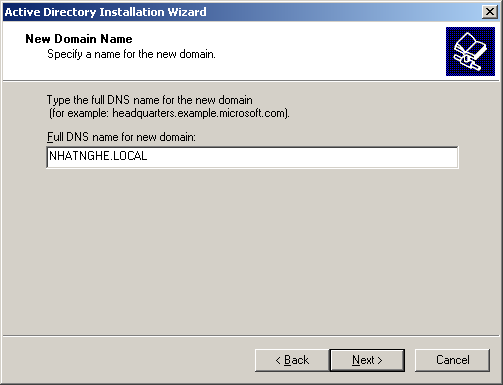 Active Directory Installation Wizard
New Domain Name
Specify a name for the new domain.
Type the full DNS name for the new domain
(for example: headquarters.example.microsoft.com).
Full DNS name for new domain:
NHATNGHE.LOCAL
< Back
Next >
Cancel